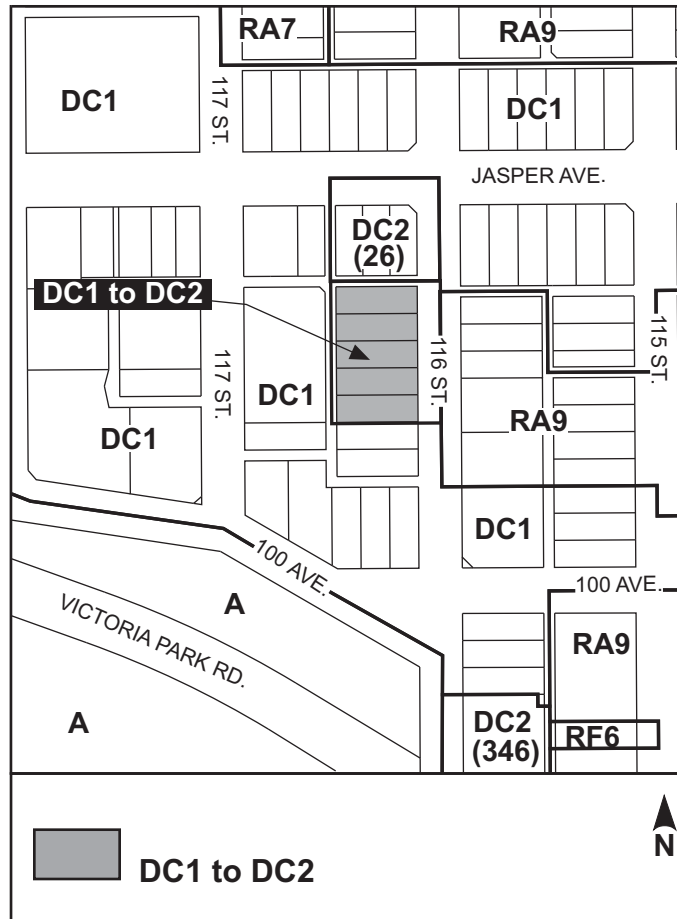 RA7
RA9
DC1
117 ST.
DC1
JASPER AVE.
DC2
(26)
DC1 to DC2
117 ST.
DC1
116 ST.
115 ST.
DC1
RA9
DC1
100 AVE.
100 AVE.
A
VICTORIA PARK RD.
RA9
A
DC2
(346)
RF6
DC1 to DC2
N